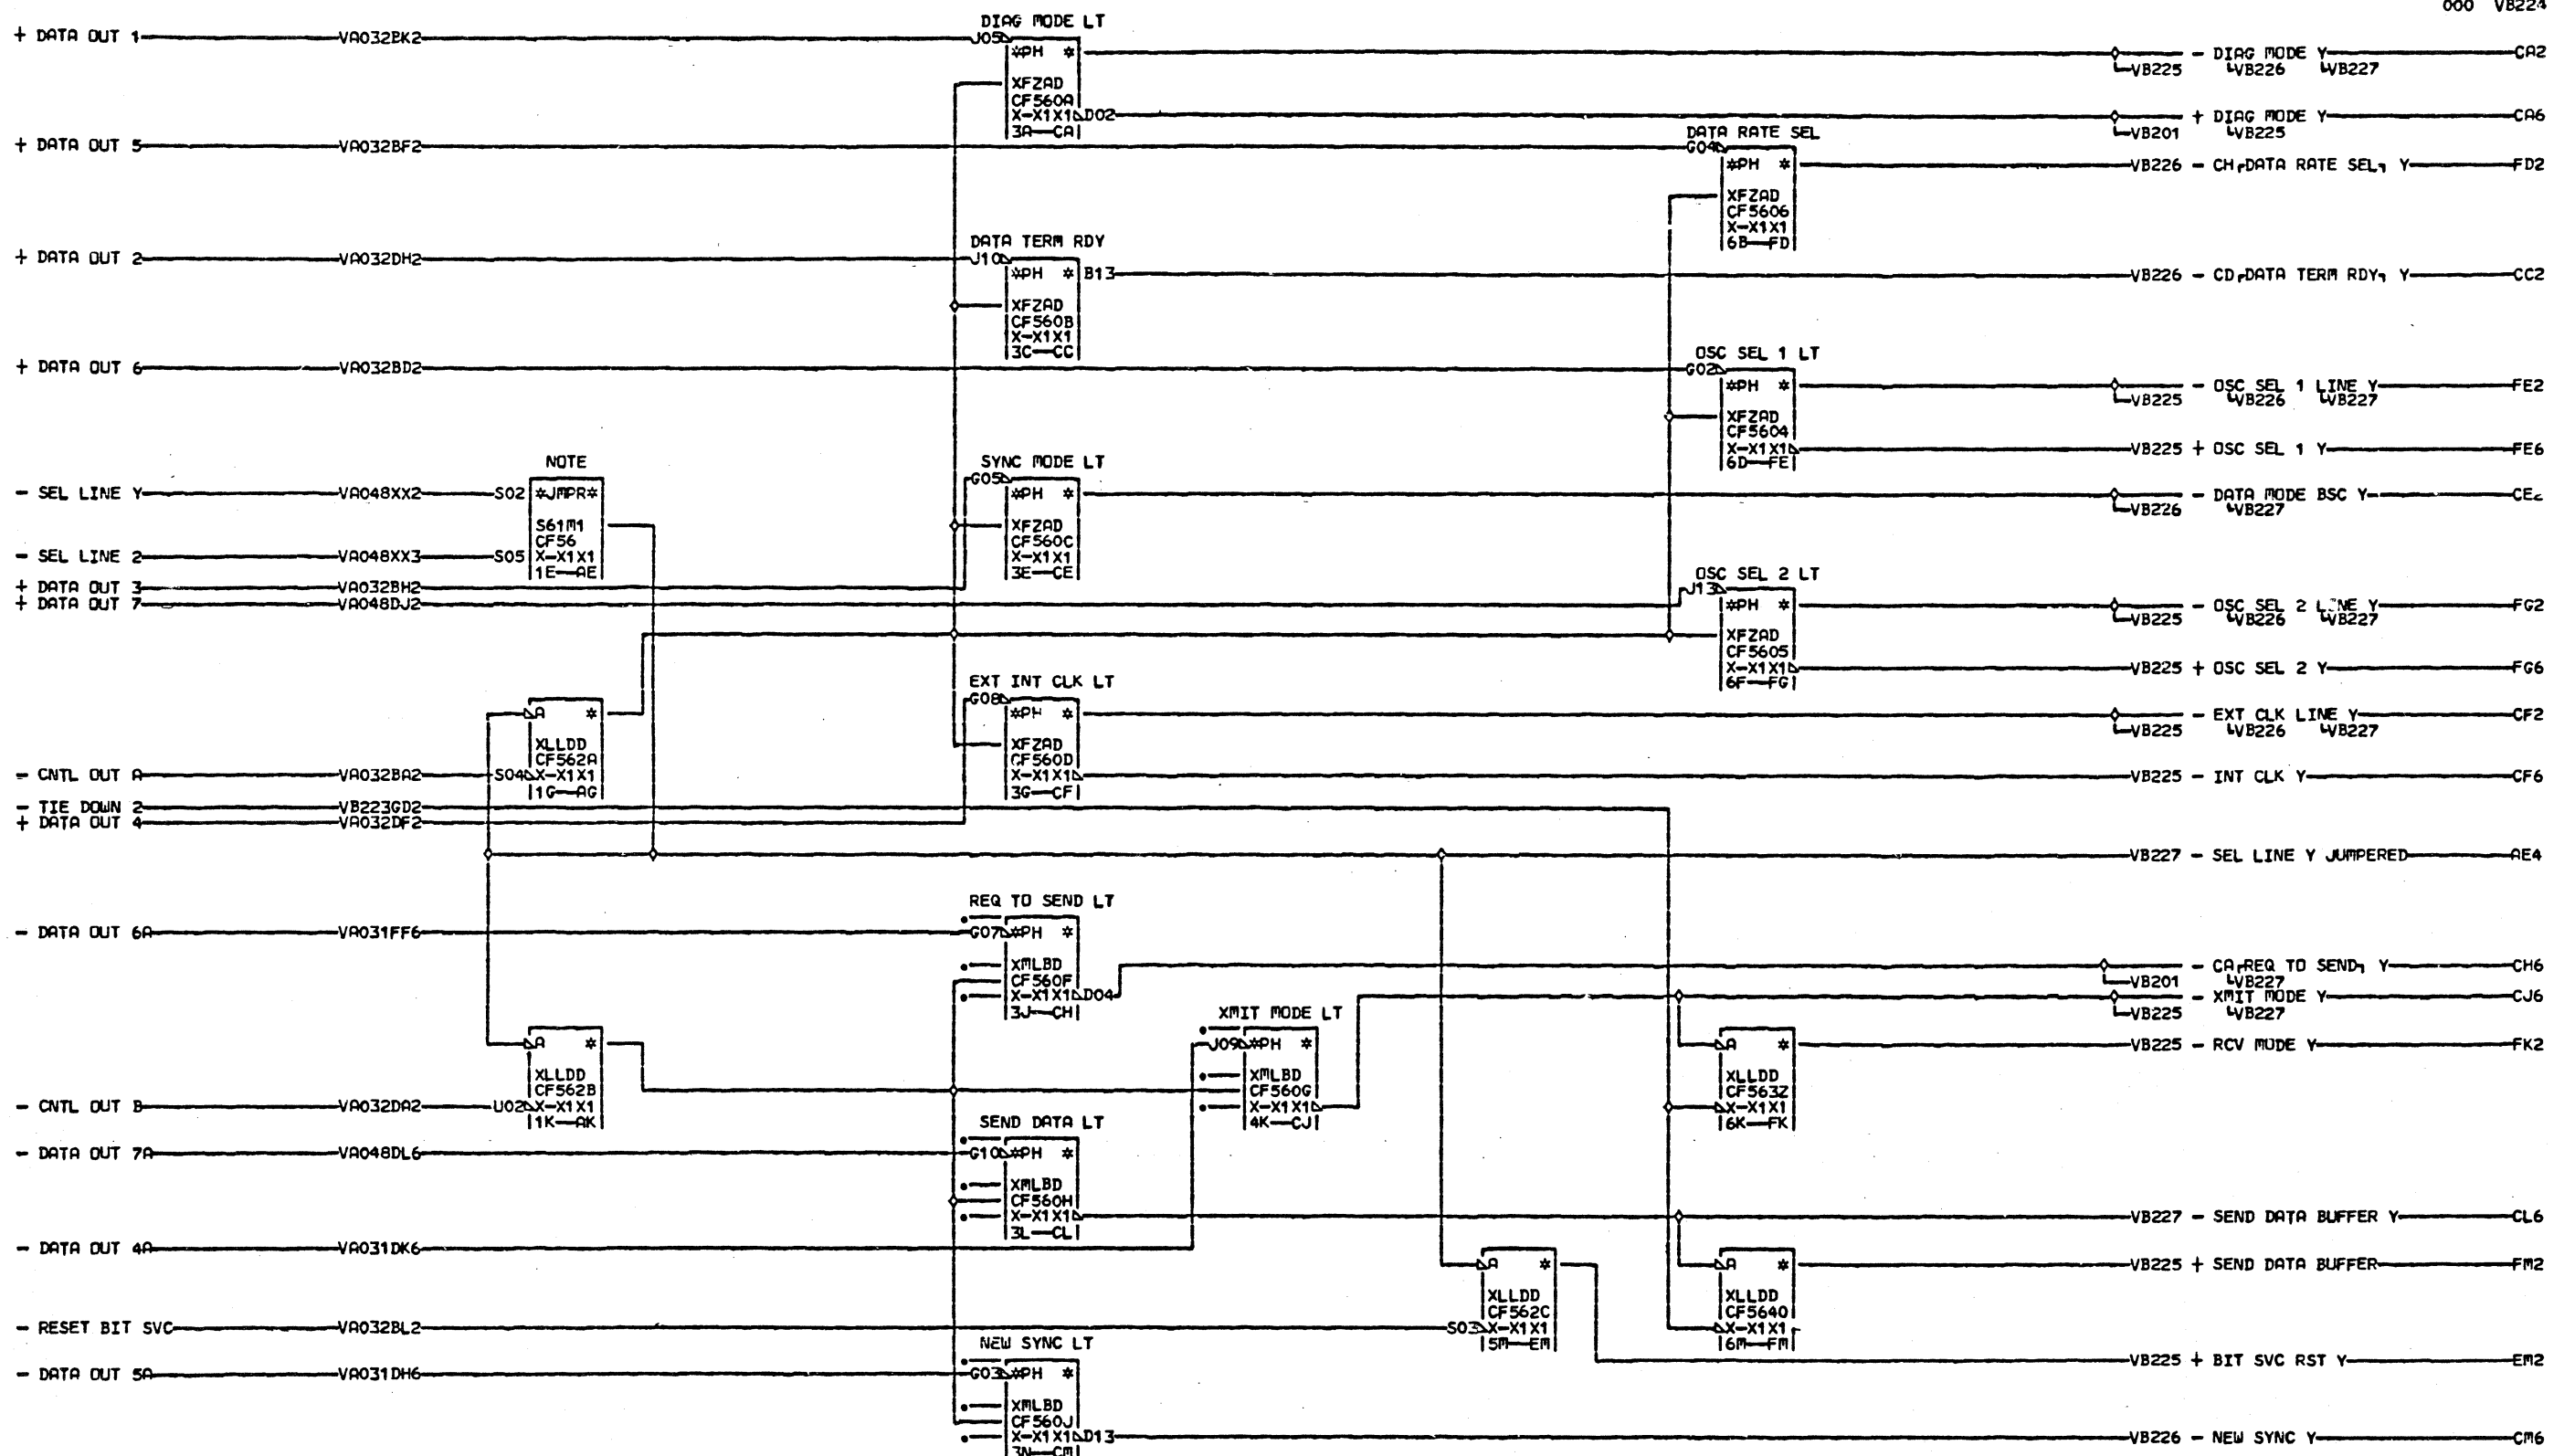 000 VB224
DIAG MODE LT
+ DATA OUT 1 VA032BK2 J05
*PH *
XFZAD
CF560A
X-X1X1 D02
3A CA
- DIAG MODE Y CA2
VB225 VB226 VB227
+ DIAG MODE Y CA6
VB201 VB225
DATA RATE SEL
+ DATA OUT 5 VA032BF2 G04
*PH *
XFZAD
CF5606
X-X1X1
6B FD
VB226 - CH DATA RATE SEL Y FD2
DATA TERM RDY
+ DATA OUT 2 VA032DH2 J10
*PH * B13
XFZAD
CF560B
X-X1X1
3C CC
VB226 - CD DATA TERM RDY Y CC2
OSC SEL 1 LT
+ DATA OUT 6 VA032BD2 G02
*PH *
XFZAD
CF5604
X-X1X1
6D FE
- OSC SEL 1 LINE Y FE2
VB225 VB226 VB227
VB225 + OSC SEL 1 Y FE6
NOTE
- SEL LINE Y VA048XX2 S02 *JMPR*
S61M1
CF56
- SEL LINE 2 VA048XX3 S05 X-X1X1
1E AE
SYNC MODE LT
G05
*PH *
XFZAD
CF560C
X-X1X1
3E CE
- DATA MODE BSC Y
VB226 VB227
+ DATA OUT 3 VA032BH2
+ DATA OUT 7 VA048DJ2
OSC SEL 2 LT
J13
*PH *
XFZAD
CF5605
X-X1X1
6F FG
- OSC SEL 2 LINE Y FG2
VB225 VB226 VB227
VB225 + OSC SEL 2 Y FG6
EXT INT CLK LT
G08
*PH *
XFZAD
CF560D
X-X1X1
3G CF
- EXT CLK LINE Y CF2
VB225 VB226 VB227
VB225 - INT CLK Y CF6
A *
XLLDD
CF562A
- CNTL OUT A VA032BA2 S04 X-X1X1
1G AG
- TIE DOWN 2 VB223GD2
+ DATA OUT 4 VA032DF2
VB227 - SEL LINE Y JUMPERED AE4
REQ TO SEND LT
- DATA OUT 6A VA031FF6 G07 *PH *
XMLBD
CF560F
X-X1X1 D04
3J CH
- CA REQ TO SEND Y CH6
VB201 VB227
- XMIT MODE Y CJ6
VB225 VB227
XMIT MODE LT
J09 *PH *
XMLBD
CF560G
X-X1X1
4K CJ
A *
XLLDD
CF563Z
X-X1X1
6K FK
VB225 - RCV MODE Y FK2
A *
XLLDD
CF562B
- CNTL OUT B VA032DA2 U02 X-X1X1
1K AK
SEND DATA LT
- DATA OUT 7A VA048DL6 G10 *PH *
XMLBD
CF560H
X-X1X1
3L CL
VB227 - SEND DATA BUFFER Y CL6
- DATA OUT 4A VA031DK6
A *
XLLDD
CF562C
- RESET BIT SVC VA032BL2 S03 X-X1X1
5M EM
A *
XLLDD
CF5640
X-X1X1
6M FM
VB225 + SEND DATA BUFFER FM2
VB225 + BIT SVC RST Y EM2
NEW SYNC LT
- DATA OUT 5A VA031DH6 G03 *PH *
XMLBD
CF560J
X-X1X1 D13
3N CM
VB226 - NEW SYNC Y CM6